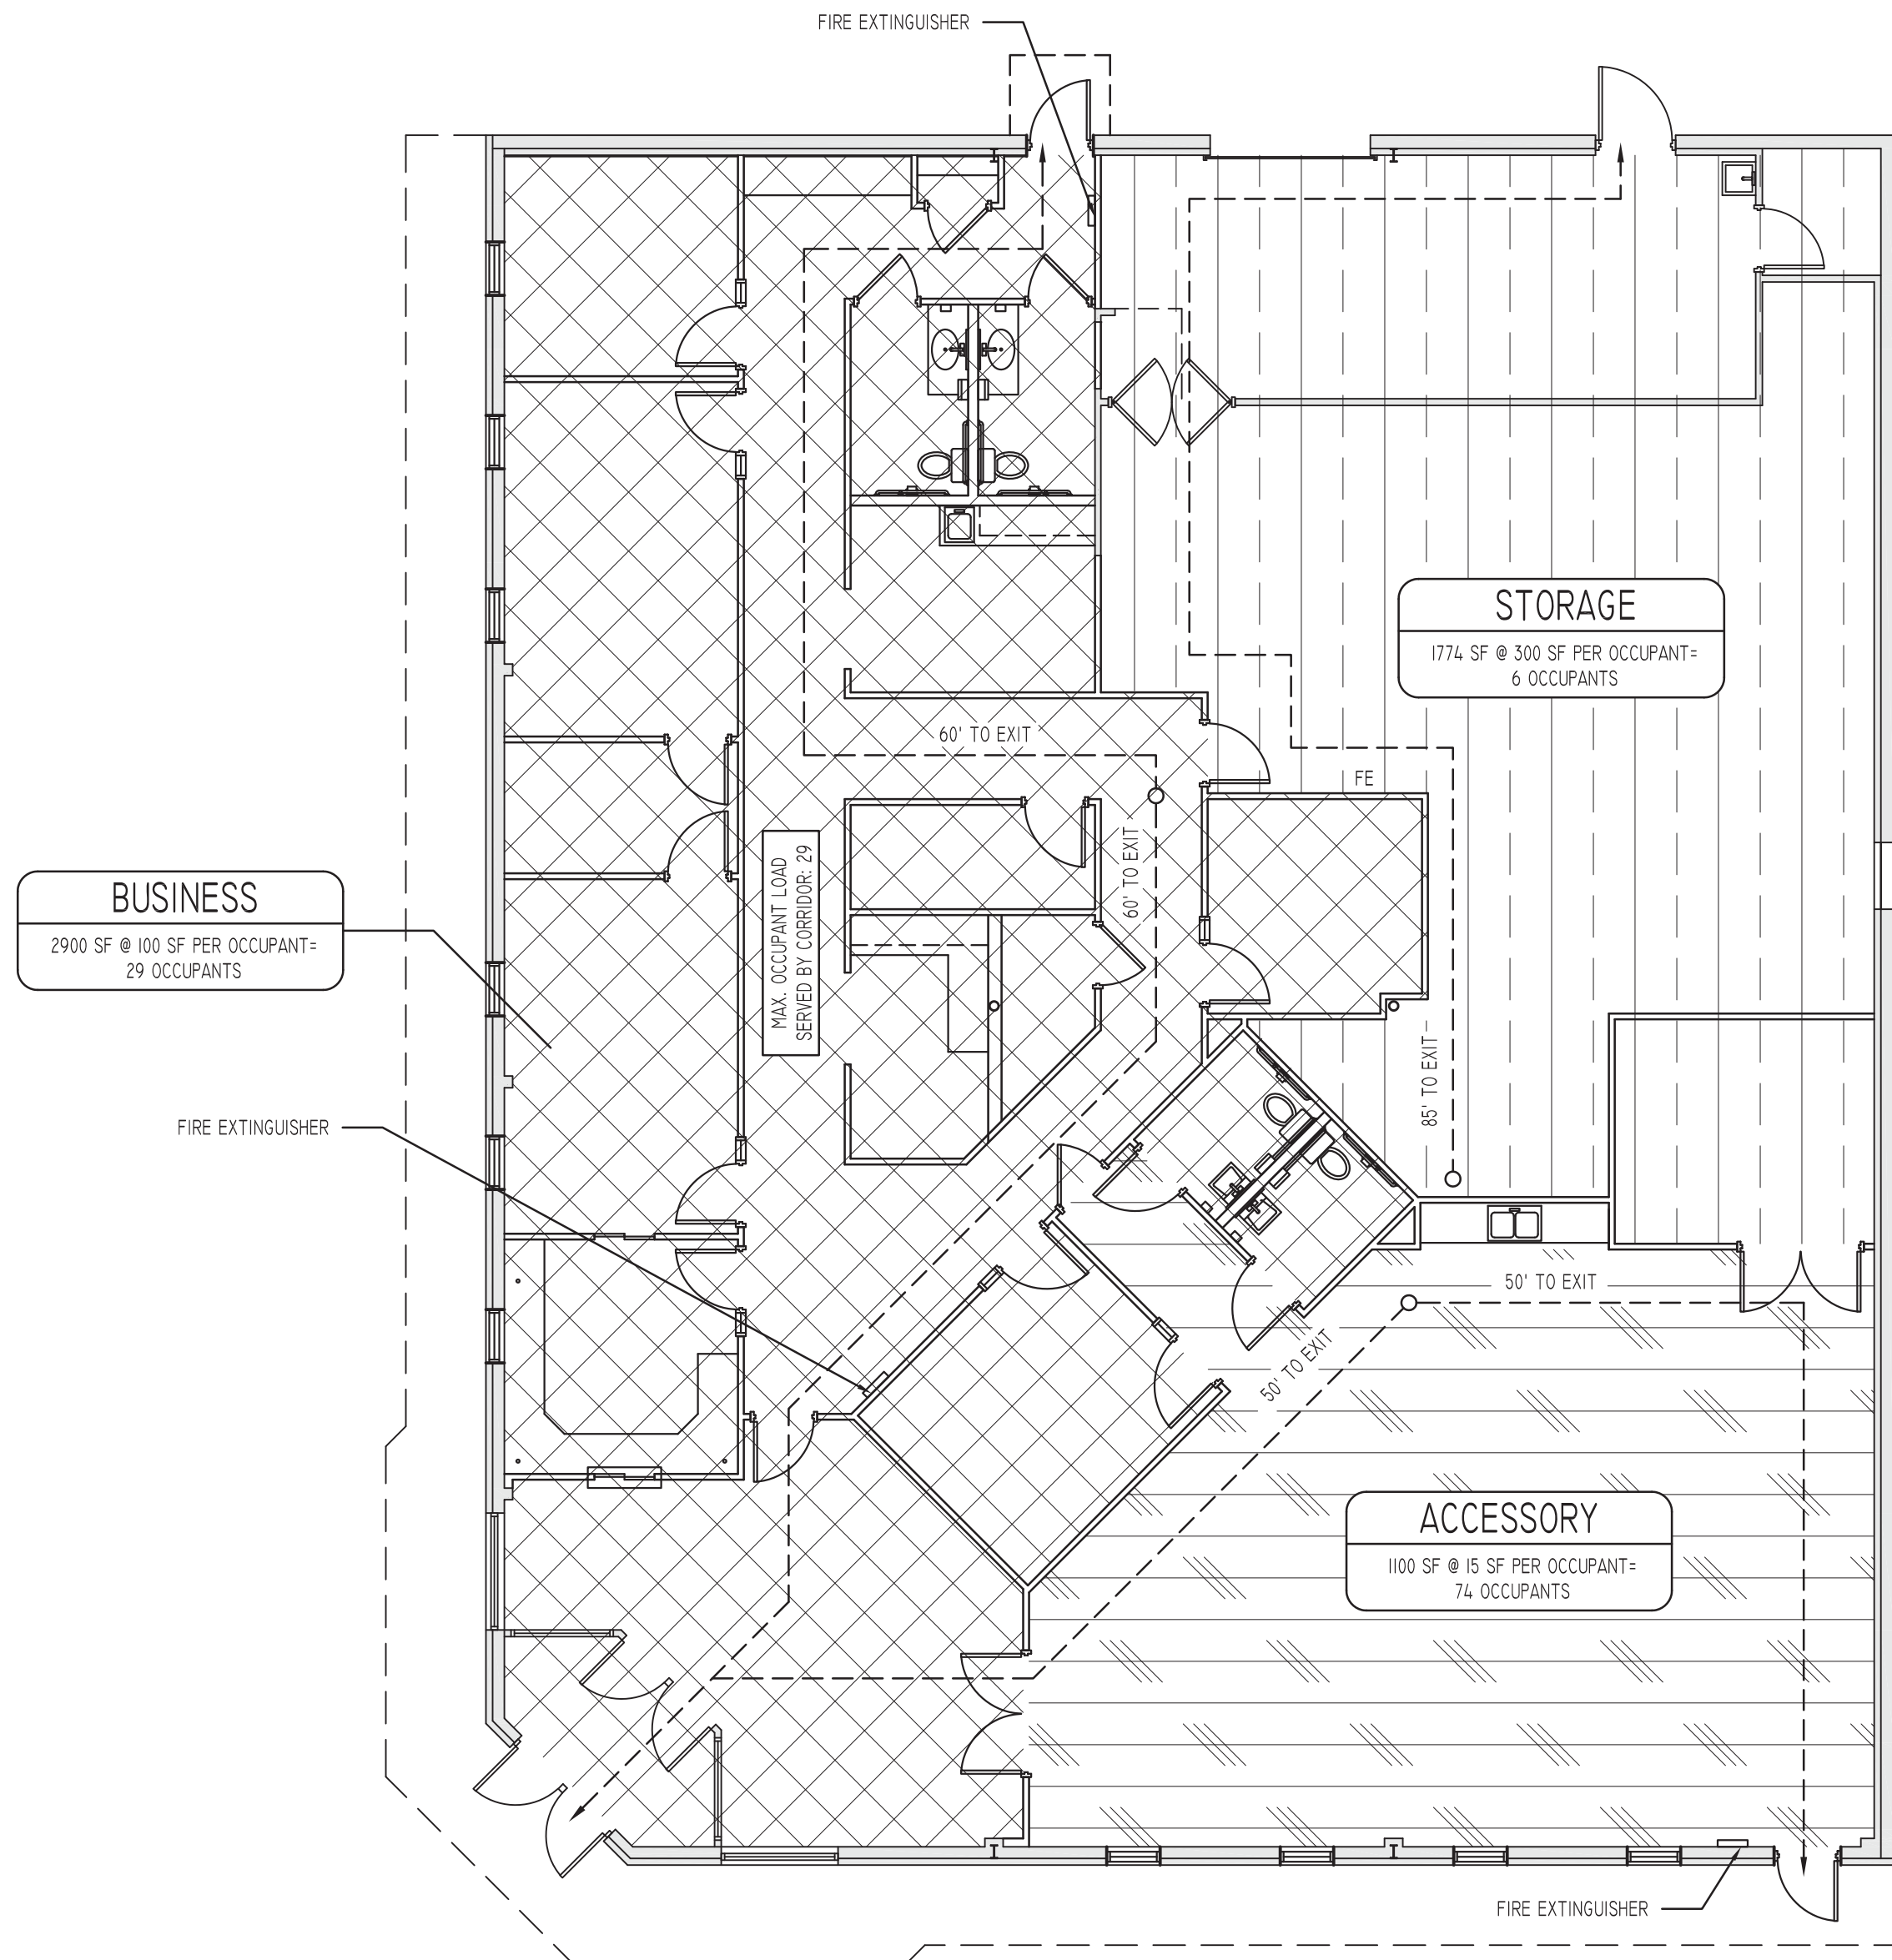 FIRE EXTINGUISHER
STORAGE
1774 SF @ 300 SF PER OCCUPANT=
6 OCCUPANTS
60' TO EXIT
FE
60' TO EXIT
MAX. OCCUPANT LOAD
SERVED BY CORRIDOR: 29
BUSINESS
2900 SF @ 100 SF PER OCCUPANT=
29 OCCUPANTS
85' TO EXIT
FIRE EXTINGUISHER
50' TO EXIT
50' TO EXIT
ACCESSORY
1100 SF @ 15 SF PER OCCUPANT=
74 OCCUPANTS
FIRE EXTINGUISHER